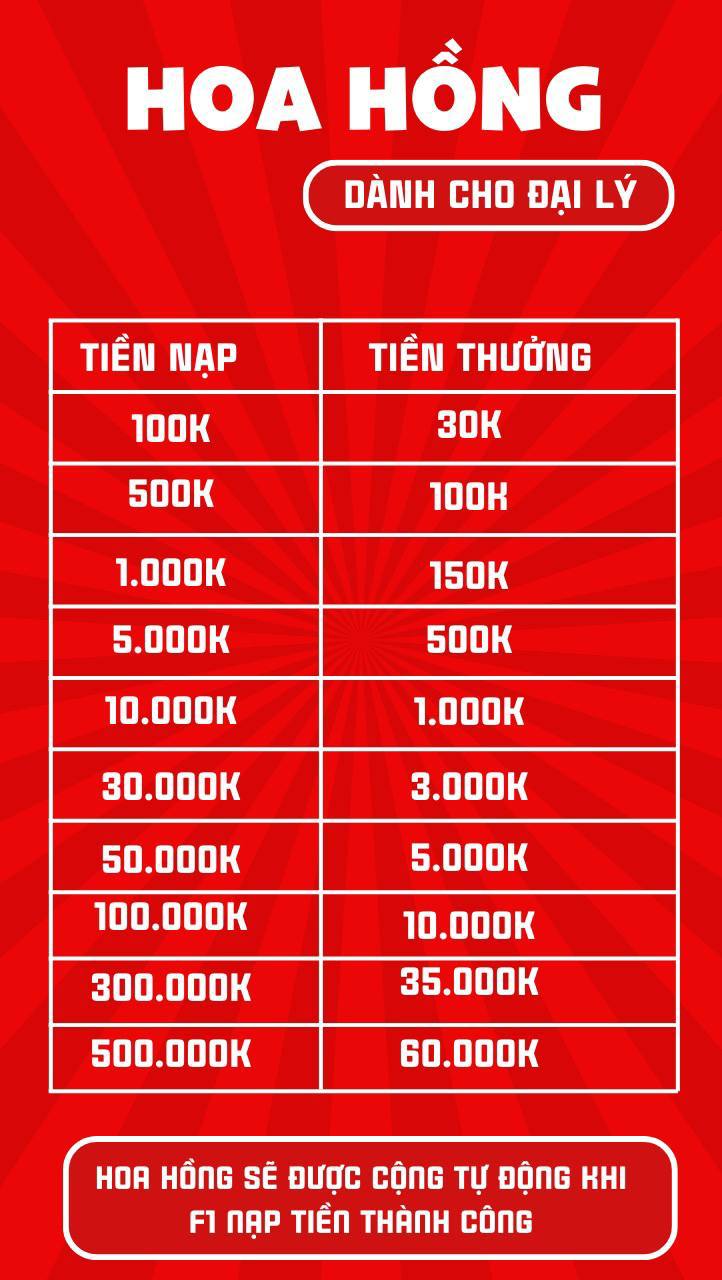 HOA HỒNG
DÀNH CHO ĐẠI LÝ
TIỀN NẠP TIỀN THƯỞNG
100K 30K
500K 100K
1.000K 150K
5.000K 500K
10.000K 1.000K
30.000K 3.000K
50.000K 5.000K
100.000K 10.000K
300.000K 35.000K
500.000K 60.000K
HOA HỒNG SẼ ĐƯỢC CỘNG TỰ ĐỘNG KHI
F1 NẠP TIỀN THÀNH CÔNG